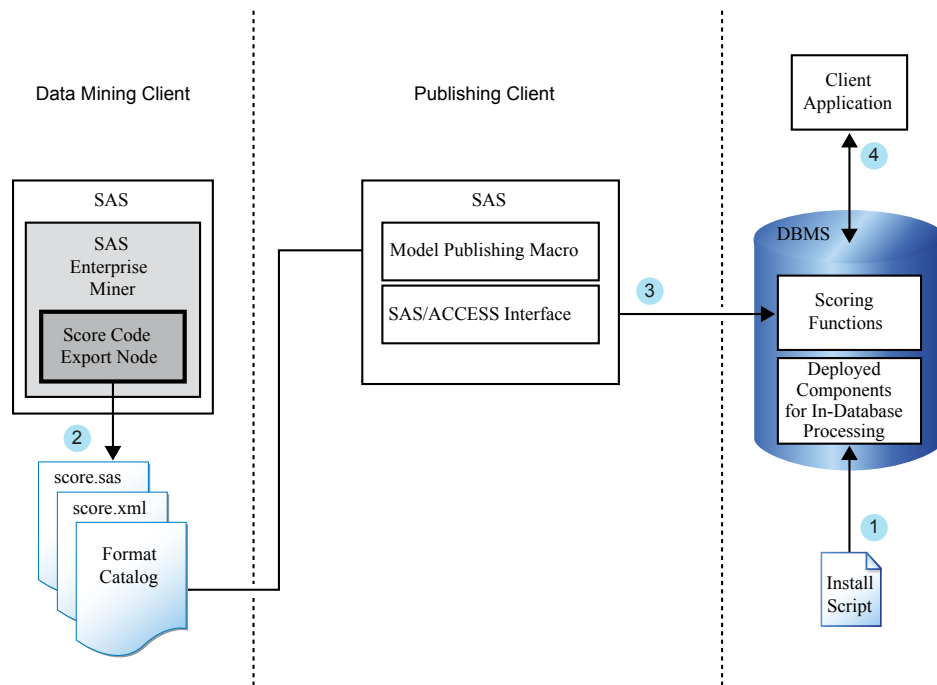 Data Mining Client
Publishing Client
Client
Application
4
SAS
SAS
Enterprise
Miner
Score Code
Export Node
2
score.sas
score.xml
Format
Catalog
SAS
Model Publishing Macro
SAS/ACCESS Interface
3
DBMS
Scoring
Functions
Deployed
Components
for In-Database
Processing
1
Install
Script